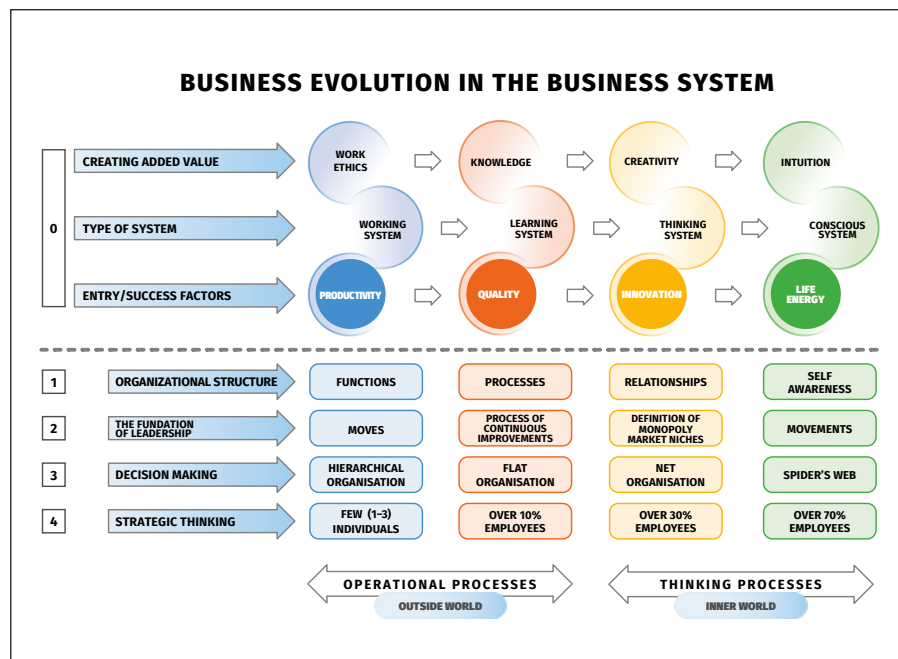 BUSINESS EVOLUTION IN THE BUSINESS SYSTEM
0
CREATING ADDED VALUE
WORK
ETHICS
KNOWLEDGE
CREATIVITY
INTUITION
TYPE OF SYSTEM
WORKING
SYSTEM
LEARNING
SYSTEM
THINKING
SYSTEM
CONSCIOUS
SYSTEM
ENTRY/SUCCESS FACTORS
PRODUCTIVITY
QUALITY
INNOVATION
LIFE
ENERGY
1
ORGANIZATIONAL STRUCTURE
FUNCTIONS
PROCESSES
RELATIONSHIPS
SELF
AWARENESS
2
THE FUNDATION
OF LEADERSHIP
MOVES
PROCESS OF
CONTINUOUS
IMPROVEMENTS
DEFINITION OF
MONOPOLY
MARKET NICHES
MOVEMENTS
3
DECISION MAKING
HIERARCHICAL
ORGANISATION
FLAT
ORGANISATION
NET
ORGANISATION
SPIDER'S WEB
4
STRATEGIC THINKING
FEW (1–3)
INDIVIDUALS
OVER 10%
EMPLOYEES
OVER 30%
EMPLOYEES
OVER 70%
EMPLOYEES
OPERATIONAL PROCESSES
THINKING PROCESSES
OUTSIDE WORLD
INNER WORLD